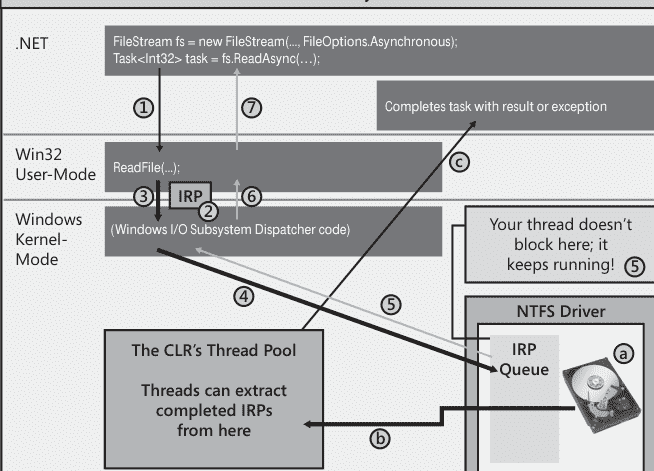 .NET
FileStream fs = new FileStream(..., FileOptions.Asynchronous);
Task<Int32> task = fs.ReadAsync(...);
1
7
Completes task with result or exception
Win32
User-Mode
ReadFile(...);
c
3
IRP
2
6
Windows
Kernel-
Mode
(Windows I/O Subsystem Dispatcher code)
Your thread doesn't
block here; it
keeps running! 5
4
5
NTFS Driver
IRP
Queue
a
The CLR's Thread Pool
Threads can extract
completed IRPs
from here
b